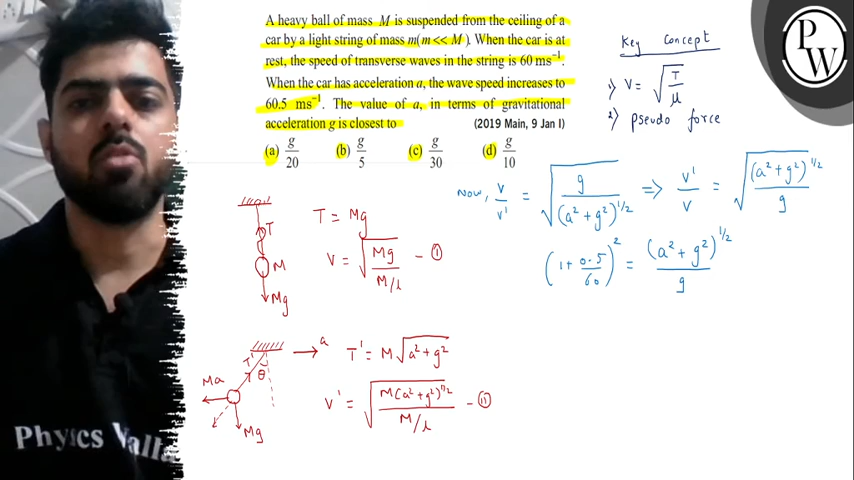 A heavy ball of mass M is suspended from the ceiling of a
car by a light string of mass m(m << M). When the car is at
rest, the speed of transverse waves in the string is 60 ms⁻¹.
When the car has acceleration a, the wave speed increases to
60.5 ms⁻¹. The value of a, in terms of gravitational
acceleration g is closest to (2019 Main, 9 Jan I)
(a) g/20 (b) g/5 (c) g/30 (d) g/10
Key Concept
1) V = √(T/μ)
2) pseudo force
PW
Now, v/v' = √(g/(a²+g²)^1/2) ⇒ v'/v = √((a²+g²)^1/2/g)
(1 + 0.5/60)² = (a²+g²)^1/2/g
T
M
Mg
T = Mg
V = √(Mg/(M/l)) - ①
a
T'
θ
Ma
Mg
T' = M√(a²+g²)
V' = √(M(a²+g²)^1/2/(M/l)) - ②
Physics Walla